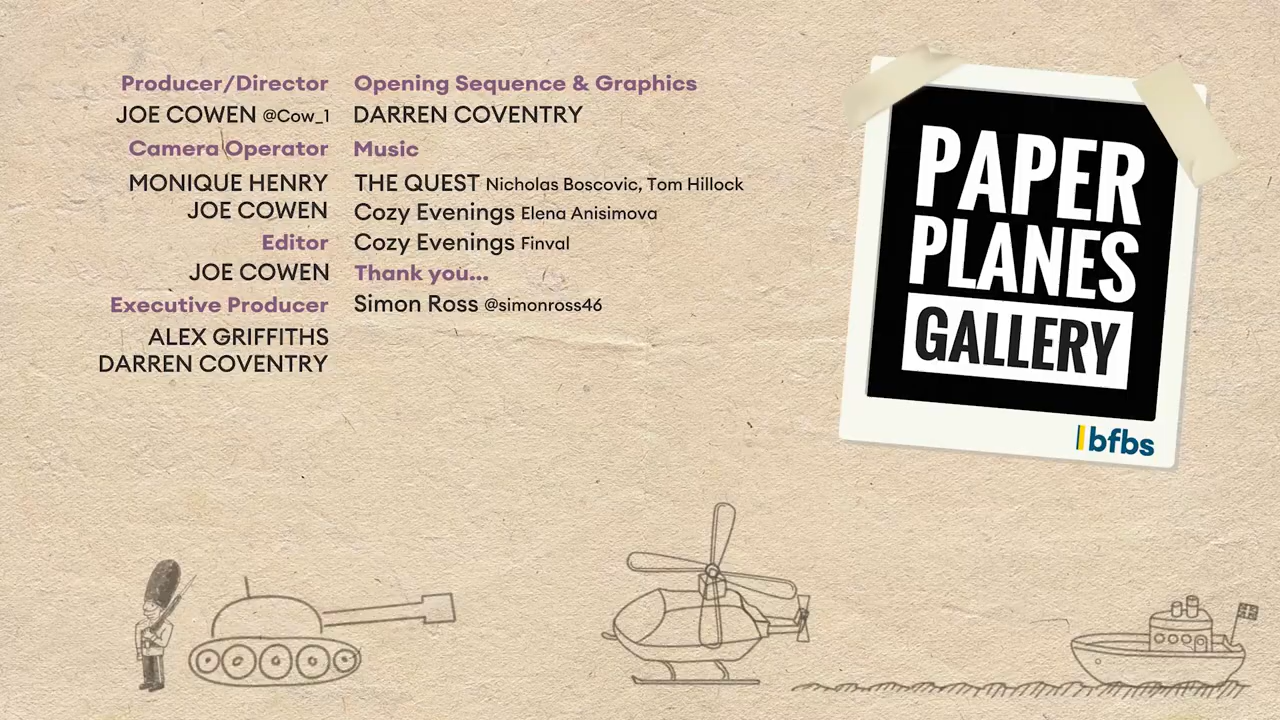 Producer/Director
JOE COWEN @Cow_1
Camera Operator
MONIQUE HENRY
JOE COWEN
Editor
JOE COWEN
Executive Producer
ALEX GRIFFITHS
DARREN COVENTRY
Opening Sequence & Graphics
DARREN COVENTRY
Music
THE QUEST Nicholas Boscovic, Tom Hillock
Cozy Evenings Elena Anisimova
Cozy Evenings Finval
Thank you...
Simon Ross @simonross46
PAPER
PLANES
GALLERY
bfbs